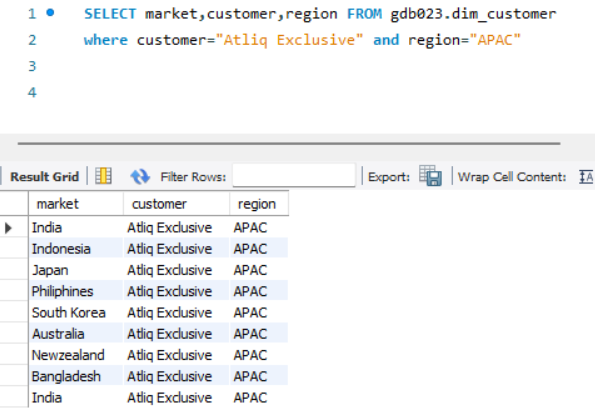 1 SELECT market,customer,region FROM gdb023.dim_customer
2 where customer="Atliq Exclusive" and region="APAC"
3
4
Result Grid Filter Rows: Export: Wrap Cell Content: IA
market customer region
India Atliq Exclusive APAC
Indonesia Atliq Exclusive APAC
Japan Atliq Exclusive APAC
Philiphines Atliq Exclusive APAC
South Korea Atliq Exclusive APAC
Australia Atliq Exclusive APAC
Newzealand Atliq Exclusive APAC
Bangladesh Atliq Exclusive APAC
India Atliq Exclusive APAC